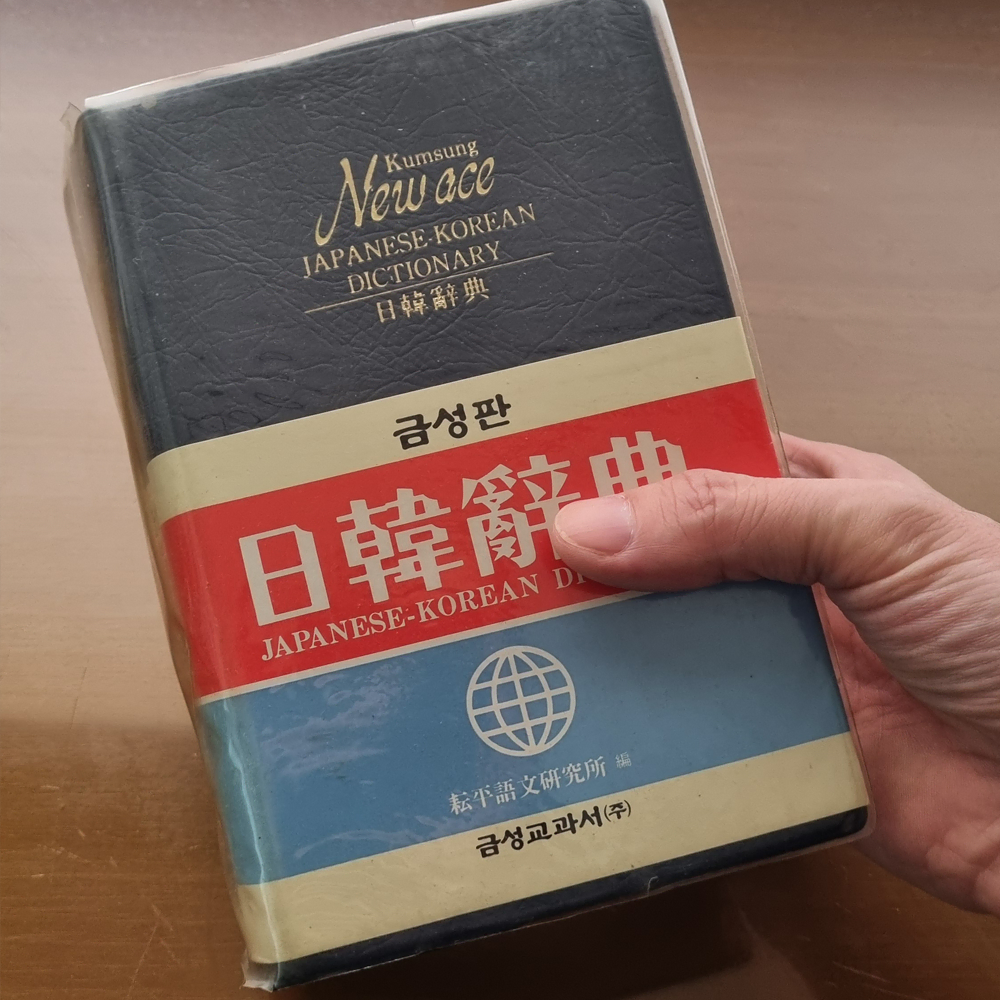 Kumsung
New ace
JAPANESE-KOREAN
DICTIONARY
日韓辭典
금성판
日韓辭典
JAPANESE-KOREAN
耘平語文硏究所 編
금성교과서(주)